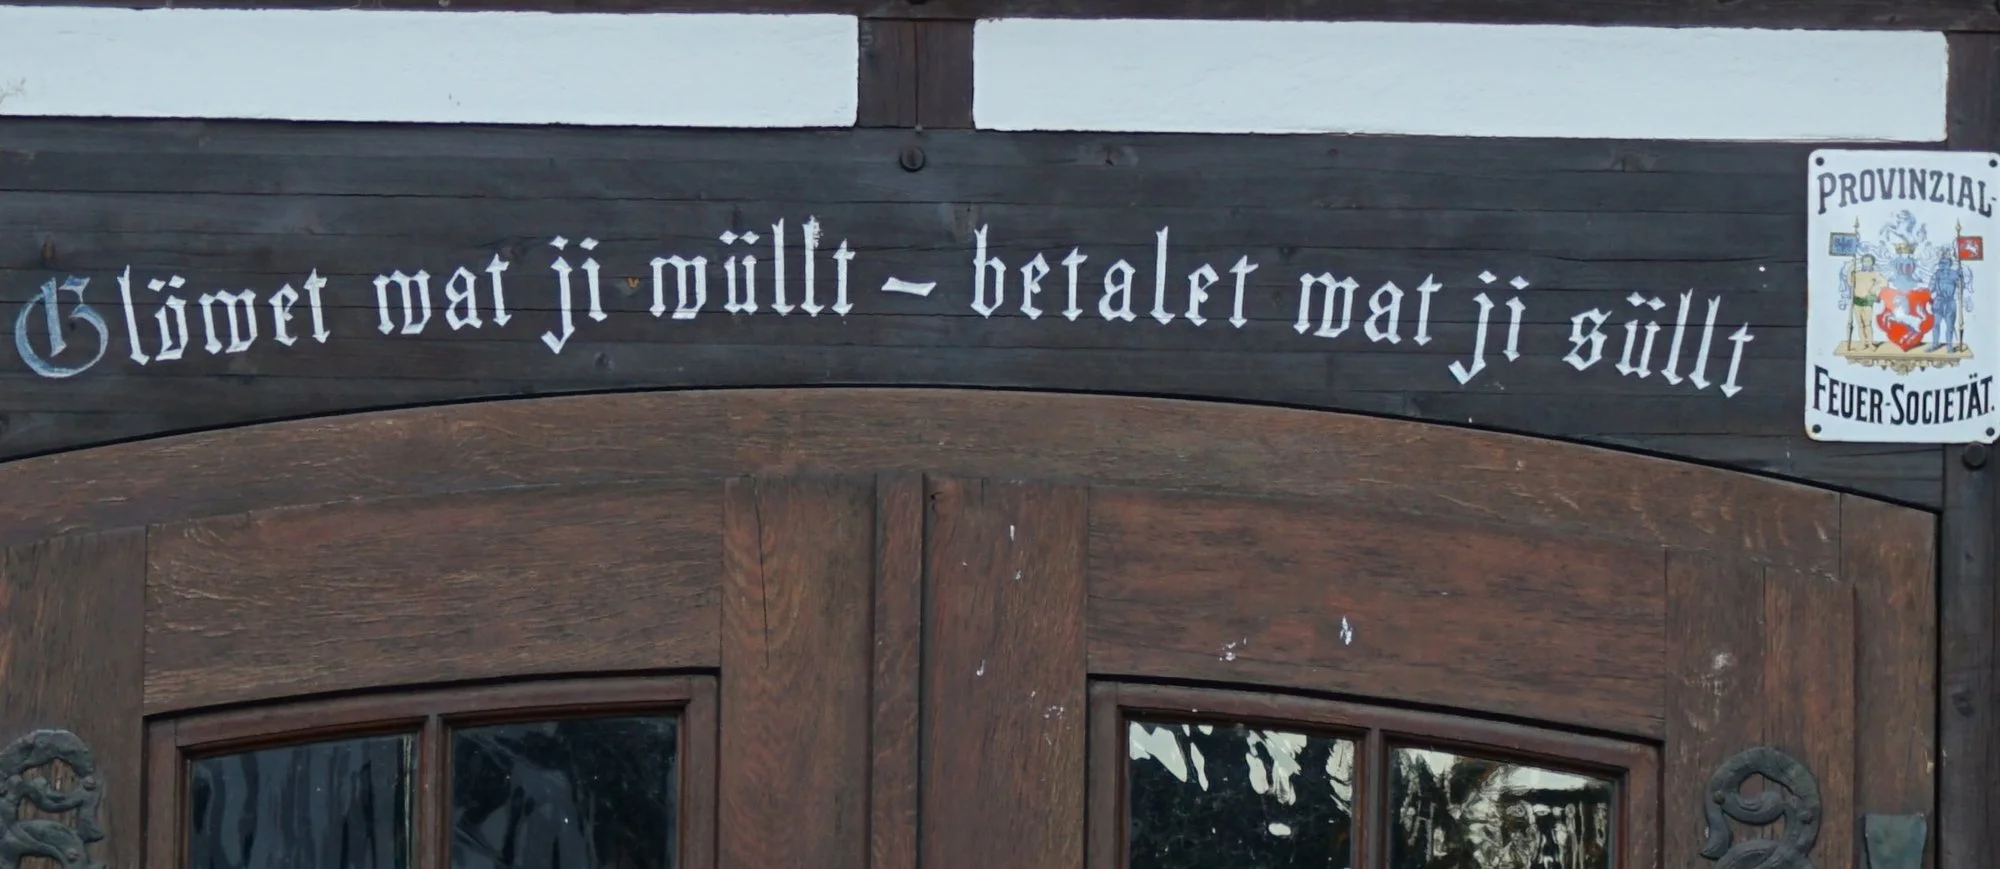 Glöwet wat ji wüllt – betalet wat ji süllt
PROVINZIAL-
FEUER-SOCIETÄT.